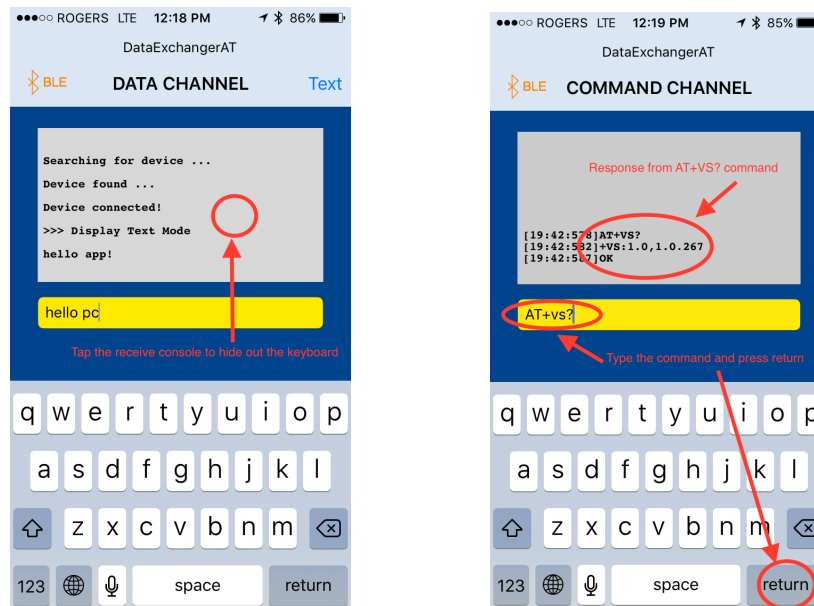 ROGERS LTE 12:18 PM 86%
DataExchangerAT
BLE DATA CHANNEL Text
Searching for device ...
Device found ...
Device connected!
>>> Display Text Mode
hello app!
hello pc
Tap the receive console to hide out the keyboard
q w e r t y u i o p
a s d f g h j k l
z x c v b n m
123 space return
ROGERS LTE 12:19 PM 85%
DataExchangerAT
BLE COMMAND CHANNEL
Response from AT+VS? command
[19:42:578]AT+VS?
[19:42:582]+VS:1.0,1.0.267
[19:42:587]OK
AT+vs?
Type the command and press return
q w e r t y u i o p
a s d f g h j k l
z x c v b n m
123 space return